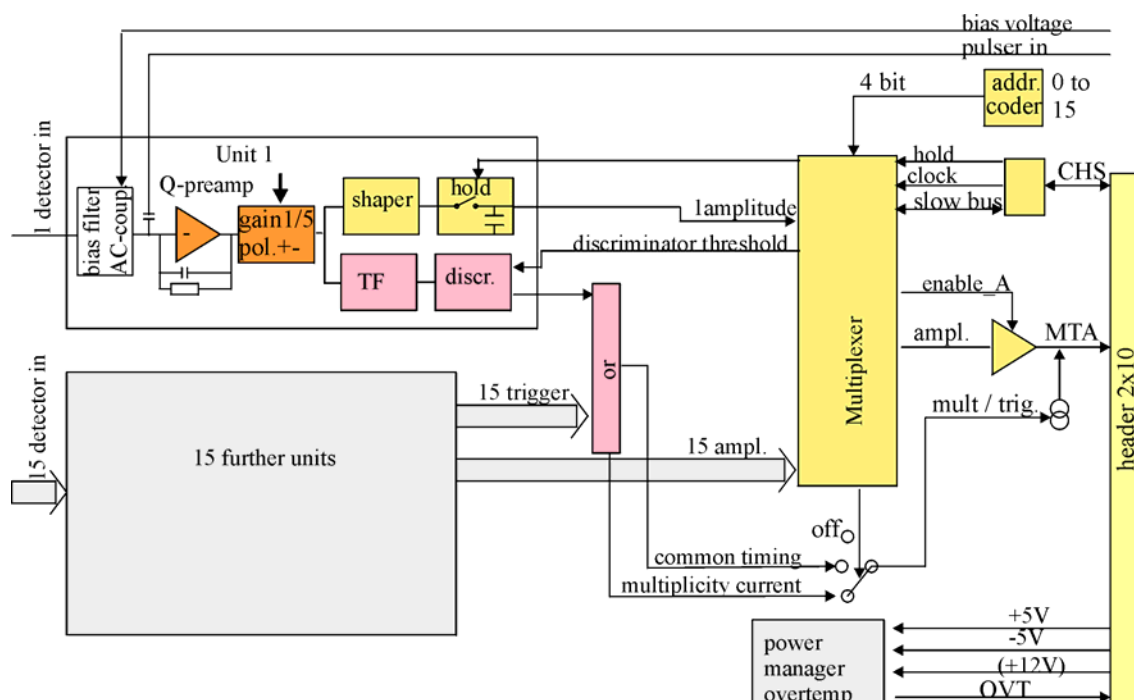 bias voltage
pulser in
4 bit
addr.
coder
0 to
15
1 detector in
Unit 1
Q-preamp
bias filter
AC-coup.
-
gain1/5
pol.+-
shaper
hold
TF
discr.
1amplitude
discriminator threshold
hold
clock
slow bus
CHS
Multiplexer
enable_A
ampl.
MTA
mult / trig.
header 2x10
or
15 trigger
15 ampl.
15 detector in
15 further units
off
common timing
multiplicity current
power
manager
overtemp
+5V
-5V
(+12V)
OVT